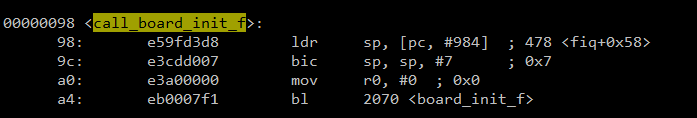 00000098 <call_board_init_f>:
98: e59fd3d8 ldr sp, [pc, #984] ; 478 <fiq+0x58>
9c: e3cdd007 bic sp, sp, #7 ; 0x7
a0: e3a00000 mov r0, #0 ; 0x0
a4: eb0007f1 bl 2070 <board_init_f>